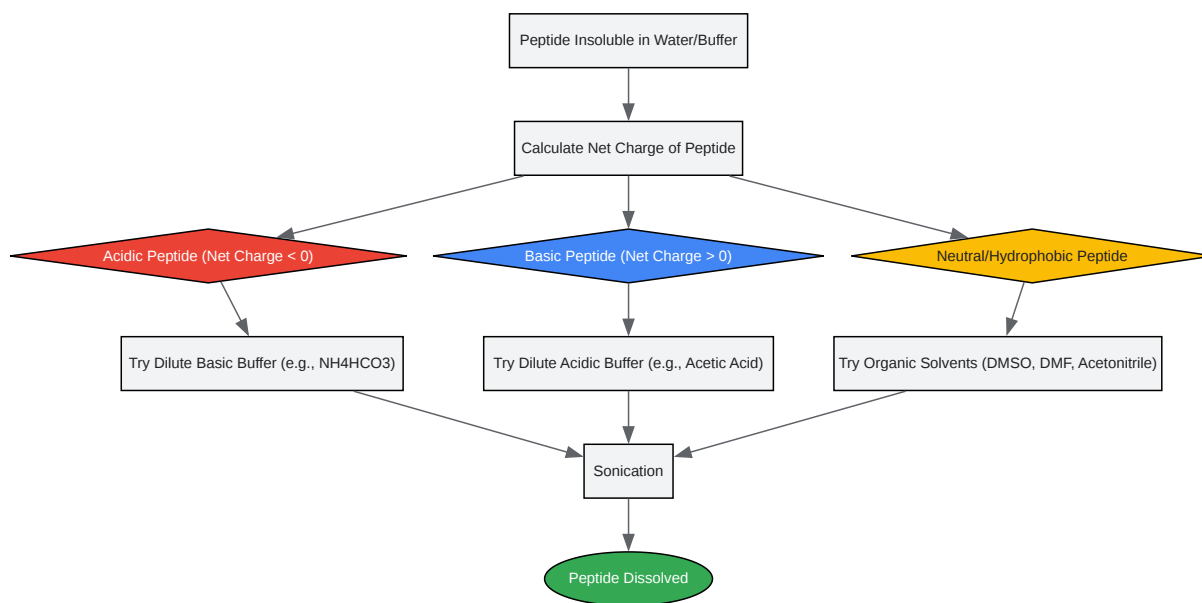 Peptide Insoluble in Water/Buffer
Calculate Net Charge of Peptide
Acidic Peptide (Net Charge < 0)
Basic Peptide (Net Charge > 0)
Neutral/Hydrophobic Peptide
Try Dilute Basic Buffer (e.g., NH4HCO3)
Try Dilute Acidic Buffer (e.g., Acetic Acid)
Try Organic Solvents (DMSO, DMF, Acetonitrile)
Sonication
Peptide Dissolved